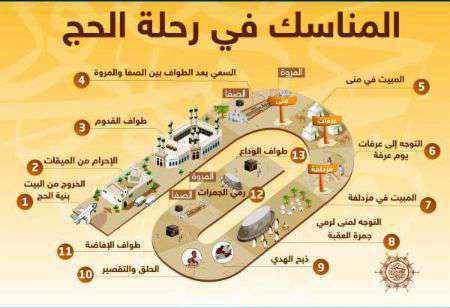 المناسك في رحلة الحج
الخروج من البيت
بنية الحج
1
الإحرام من الميقات
2
طواف القدوم
3
السعي بعد الطواف بين الصفا والمروة
4
المروة
الصفا
المبيت في منى
5
منى
عرفات
التوجه إلى عرفات
يوم عرفة
6
مزدلفة
المبيت في مزدلفة
7
التوجه لمنى لرمي
جمرة العقبة
8
ذبح الهدي
9
الحلق والتقصير
10
طواف الإفاضة
11
المروة
الصفا
رمي الجمرات
12
طواف الوداع
13